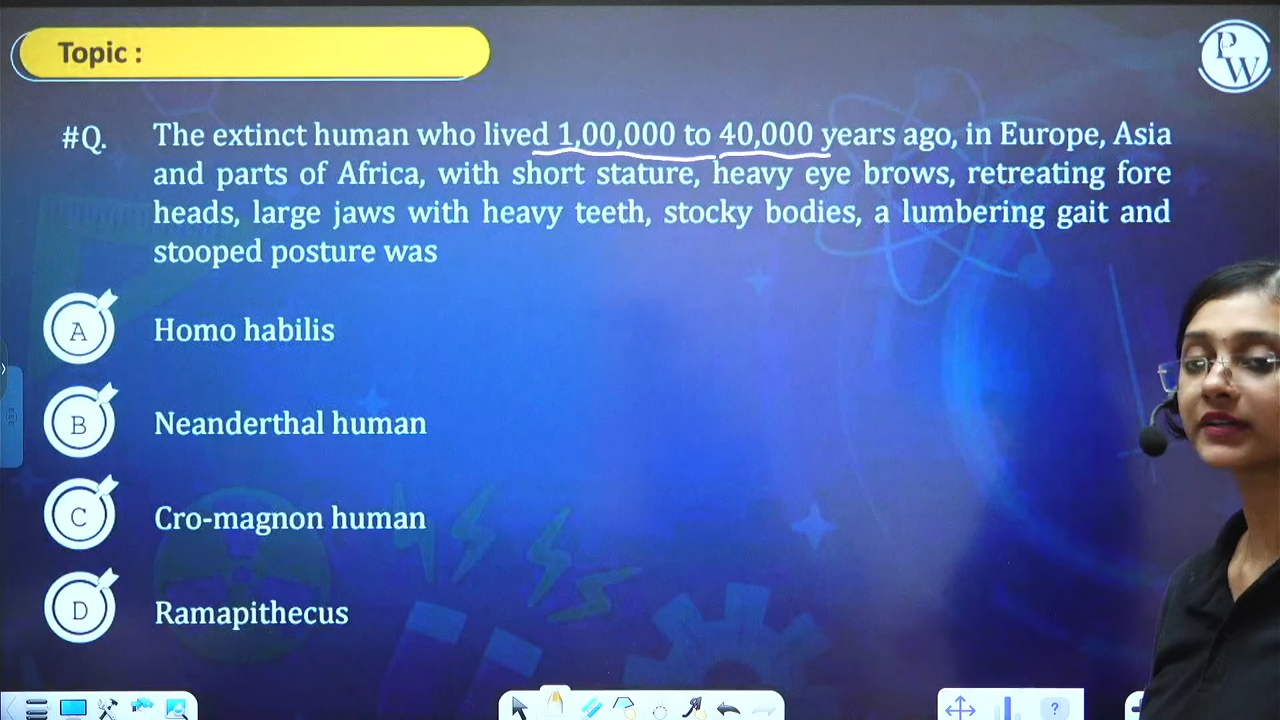 Topic :
PW
#Q. The extinct human who lived 1,00,000 to 40,000 years ago, in Europe, Asia
and parts of Africa, with short stature, heavy eye brows, retreating fore
heads, large jaws with heavy teeth, stocky bodies, a lumbering gait and
stooped posture was
A Homo habilis
B Neanderthal human
C Cro-magnon human
D Ramapithecus